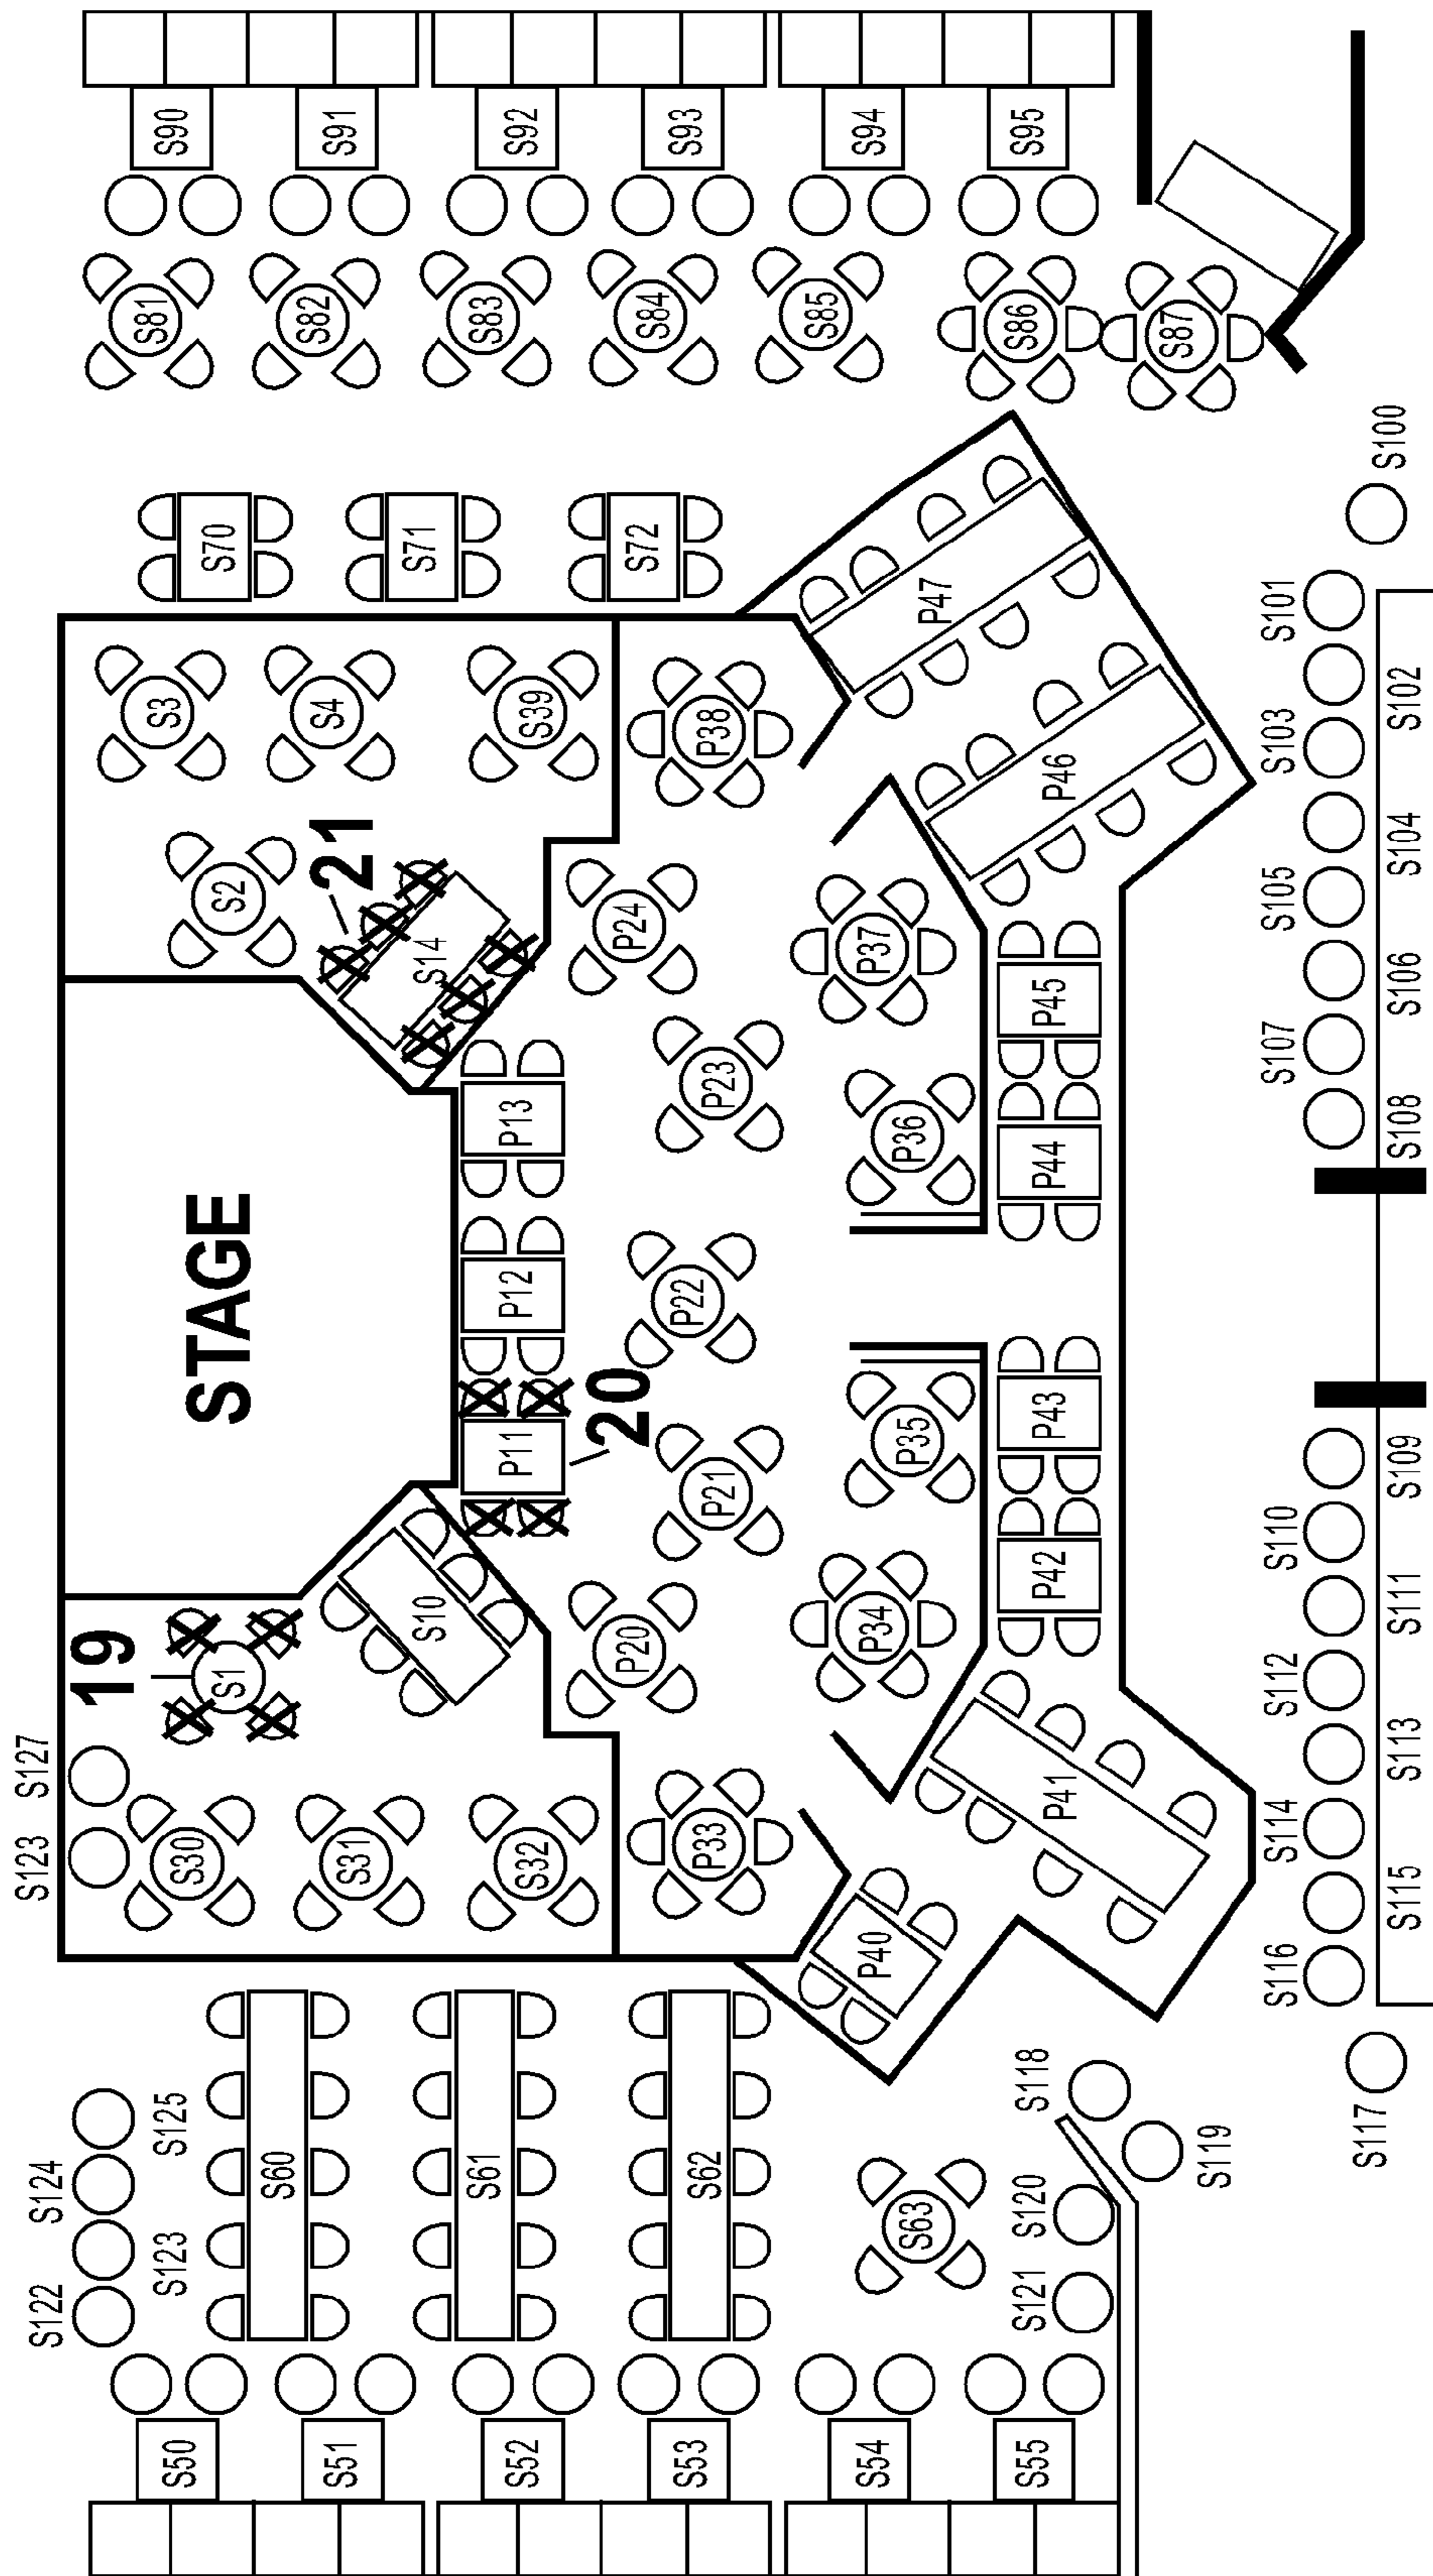 S90
S91
S92
S93
S94
S95
S81
S82
S83
S84
S85
S86
S87
S100
S70
S71
S72
P47
S101
S102
S3
S4
S39
P38
P46
S103
21
S2
S14
P24
P37
S104
S105
P45
S106
P13
P23
P36
S107
P44
S108
STAGE
P12
P22
20
P11
P21
P35
P43
S109
19
S1
S10
P20
P34
P42
S110
S111
S127
S123
S30
S31
S32
P33
P41
S112
S113
P40
S114
S115
S116
S118
S117
S119
S125
S124
S60
S61
S62
S63
S120
S123
S122
S121
S50
S51
S52
S53
S54
S55